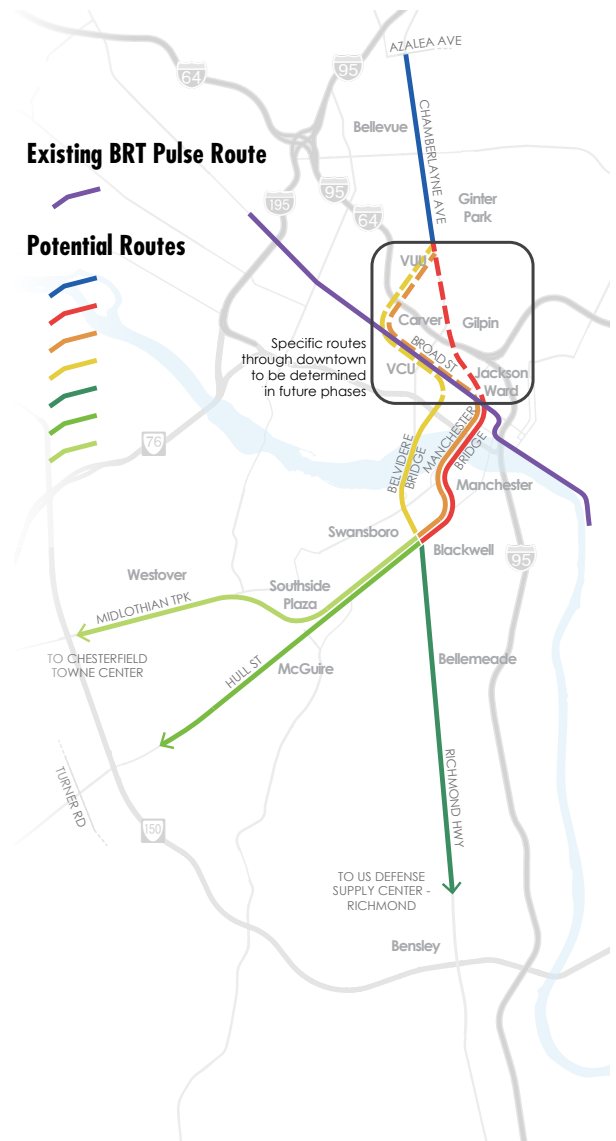 AZALEA AVE
64
95
Bellevue
CHAMBERLAYNE AVE
Existing BRT Pulse Route
95
195
64
Ginter
Park
Potential Routes
VUU
Carver
Gilpin
BROAD ST
Specific routes
through downtown
to be determined
in future phases
VCU
Jackson
Ward
76
BELVIDERE
BRIDGE
MANCHESTER
BRIDGE
Manchester
Swansboro
Blackwell
95
Westover
Southside
Plaza
MIDLOTHIAN TPK
TO CHESTERFIELD
TOWNE CENTER
HULL ST
McGuire
Bellemeade
TURNER RD
RICHMOND HWY
150
TO US DEFENSE
SUPPLY CENTER -
RICHMOND
Bensley